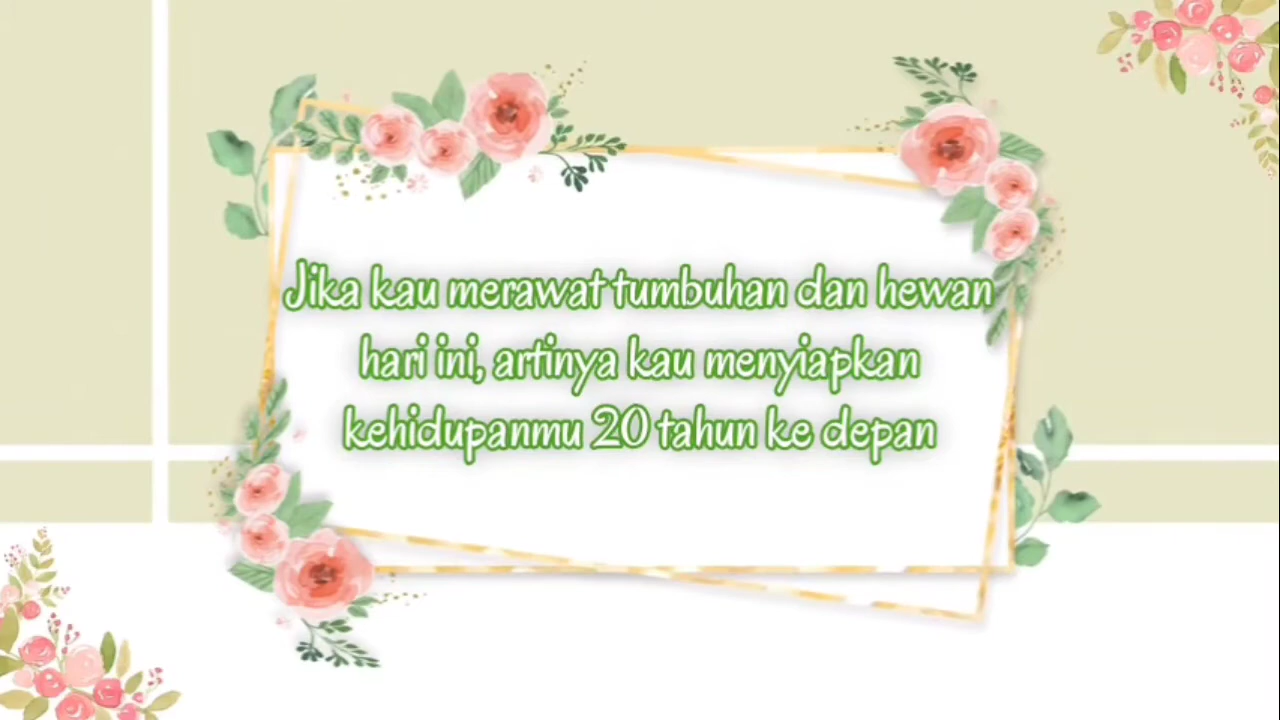 Jika kau merawat tumbuhan dan hewan
hari ini, artinya kau menyiapkan
kehidupanmu 20 tahun ke depan